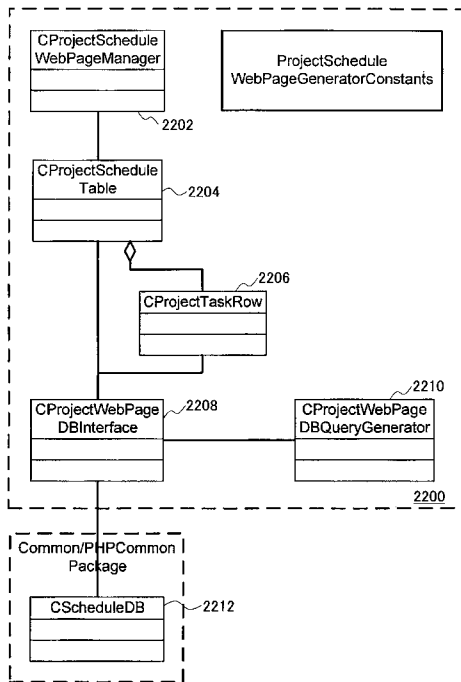 CProjectSchedule
WebPageManager
ProjectSchedule
WebPageGeneratorConstants
2202
CProjectSchedule
Table
2204
2206
CProjectTaskRow
2208
2210
CProjectWebPage
DBInterface
CProjectWebPage
DBQueryGenerator
2200
Common/PHPCommon
Package
CScheduleDB
2212